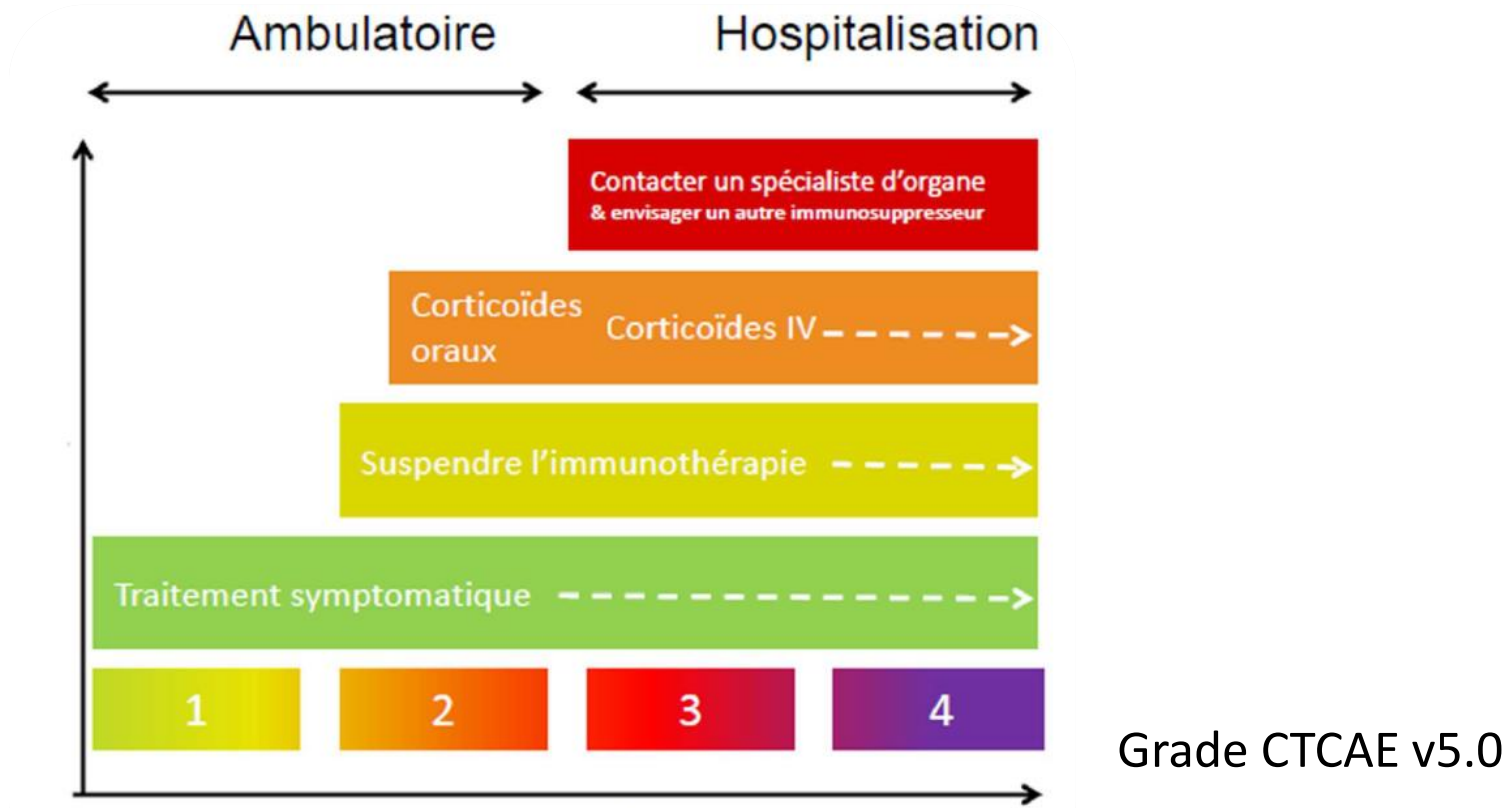 Ambulatoire
Hospitalisation
Contacter un spécialiste d'organe
& envisager un autre immunosuppresseur
Corticoïdes
oraux
Corticoïdes IV
Suspendre l'immunothérapie
Traitement symptomatique
1
2
3
4
Grade CTCAE v5.0